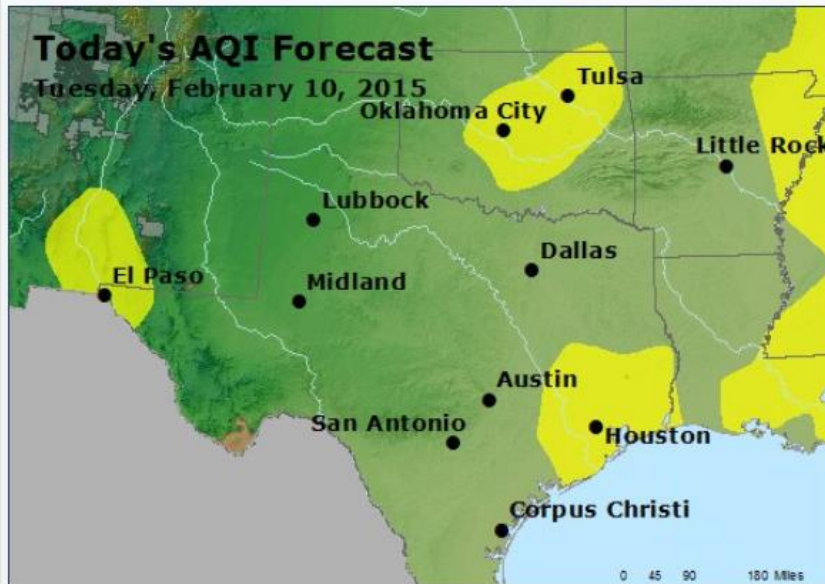 Today's AQI Forecast
Tuesday, February 10, 2015
Tulsa
Oklahoma City
Little Rock
Lubbock
Dallas
El Paso
Midland
Austin
San Antonio
Houston
Corpus Christi
0 45 90 180 Miles